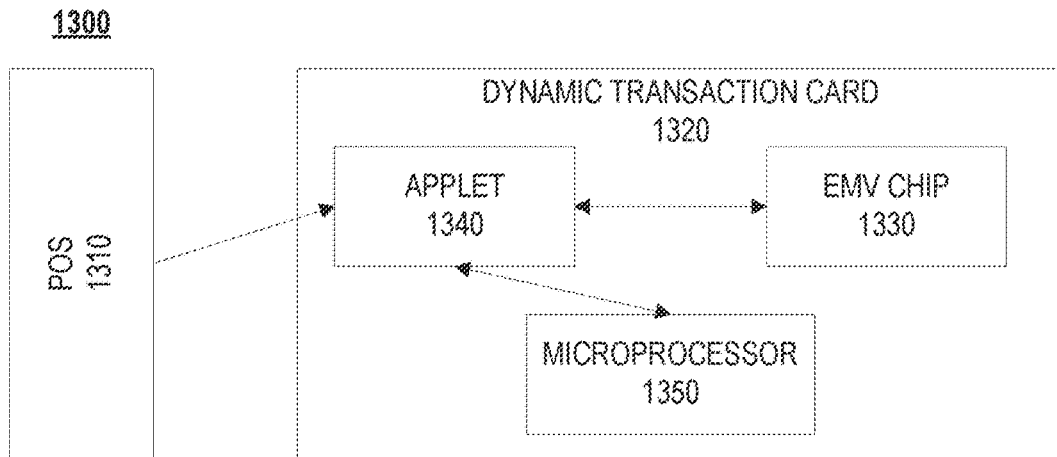 1300
DYNAMIC TRANSACTION CARD
1320
APPLET
1340
EMV CHIP
1330
POS
1310
MICROPROCESSOR
1350